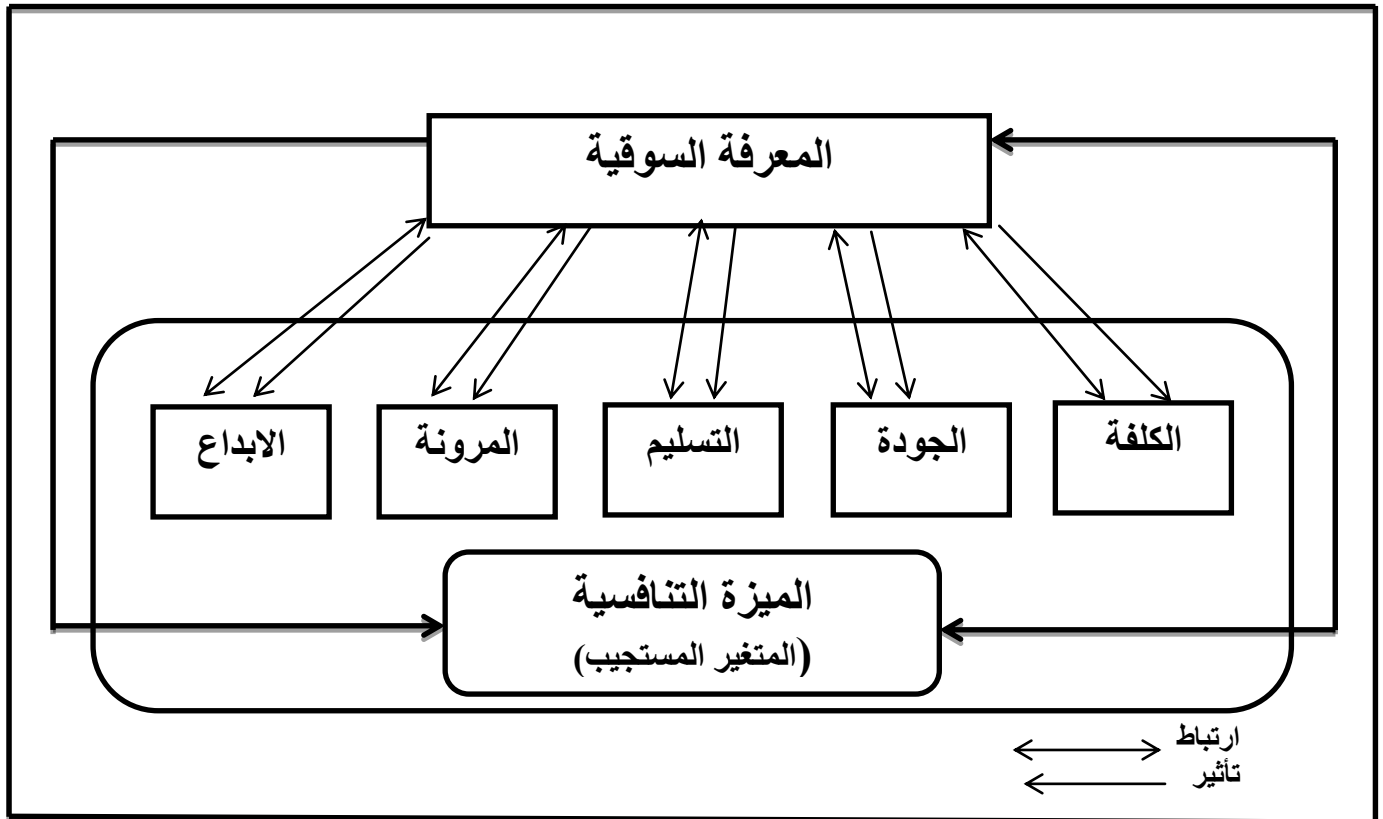 المعرفة السوقية
الكلفة
الجودة
التسليم
المرونة
الابداع
الميزة التنافسية
(المتغير المستجيب)
ارتباط
تأثير